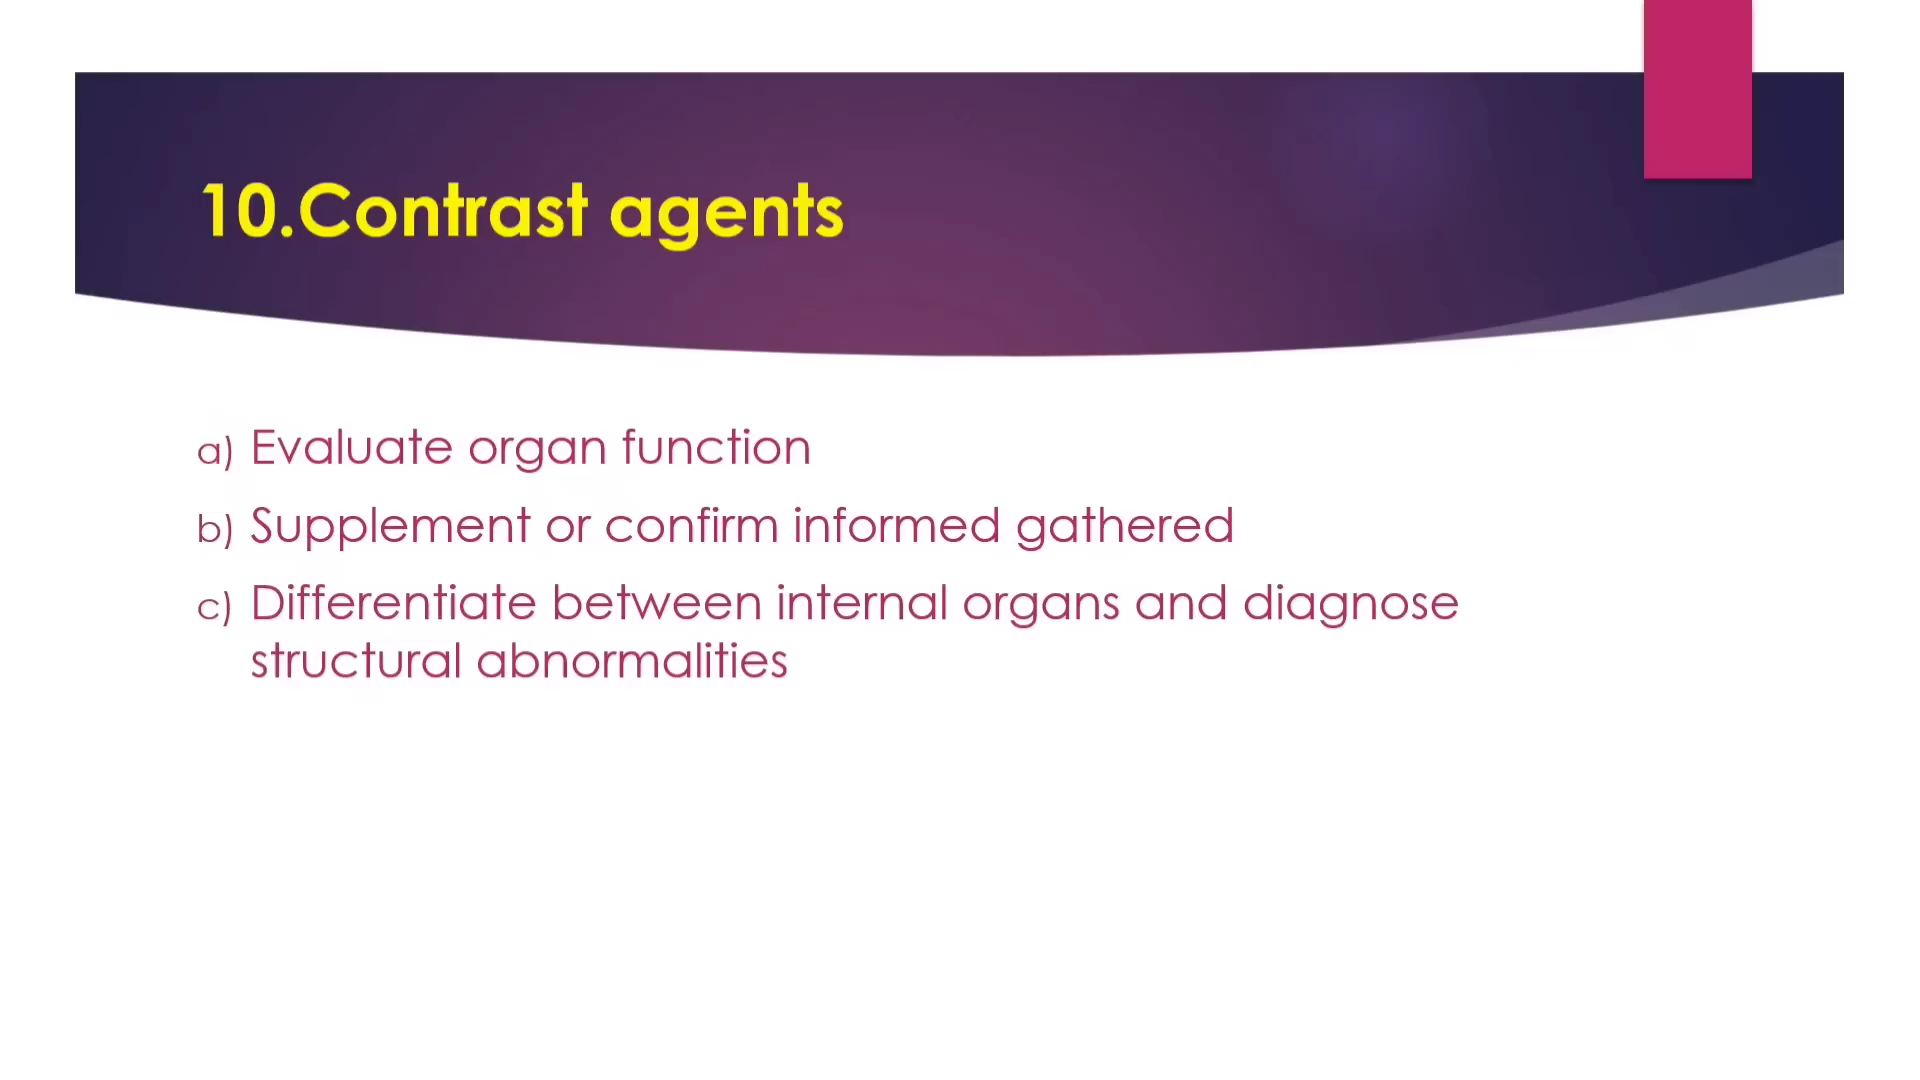 10.Contrast agents
a) Evaluate organ function
b) Supplement or confirm informed gathered
c) Differentiate between internal organs and diagnose
structural abnormalities